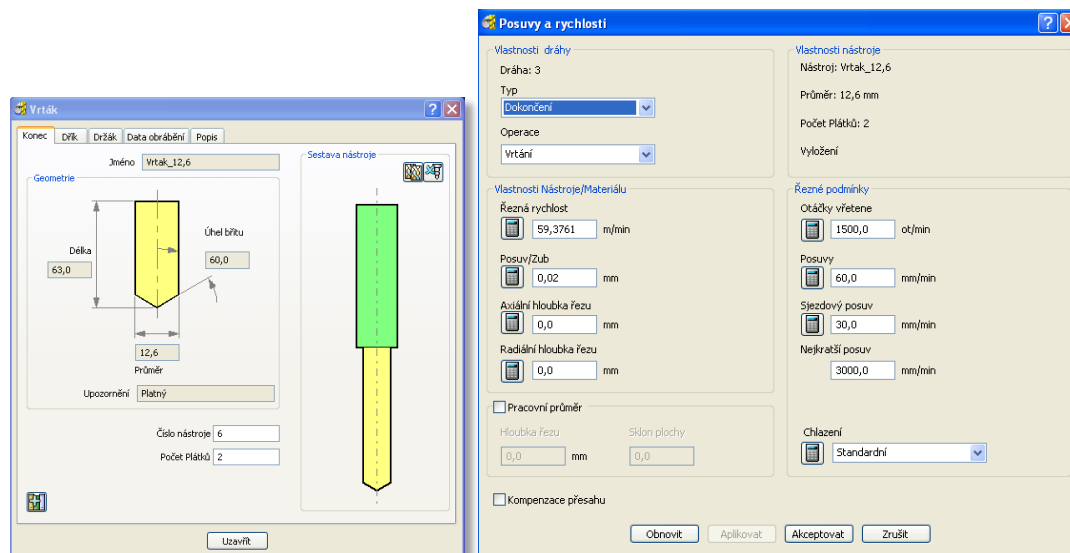 Vrták
Konec
Dřík
Držák
Data obrábění
Popis
Jméno
Vrtak_12,6
Geometrie
Délka
63,0
Úhel břitu
60,0
12,6
Průměr
Upozornění
Platný
Číslo nástroje
6
Počet Plátků
2
Sestava nástroje
Uzavřít
Posuvy a rychlosti
Vlastnosti dráhy
Dráha: 3
Typ
Dokončení
Operace
Vrtání
Vlastnosti nástroje
Nástroj: Vrtak_12,6
Průměr: 12,6 mm
Počet Plátků: 2
Vyložení
Vlastnosti Nástroje/Materiálu
Řezná rychlost
59,3761 m/min
Posuv/Zub
0,02 mm
Axiální hloubka řezu
0,0 mm
Radiální hloubka řezu
0,0 mm
Řezné podmínky
Otáčky vřetene
1500,0 ot/min
Posuvy
60,0 mm/min
Sjezdový posuv
30,0 mm/min
Nejkratší posuv
3000,0 mm/min
Pracovní průměr
Hloubka řezu
0,0 mm
Sklon plochy
0,0
Chlazení
Standardní
Kompenzace přesahu
Obnovit
Aplikovat
Akceptovat
Zrušit